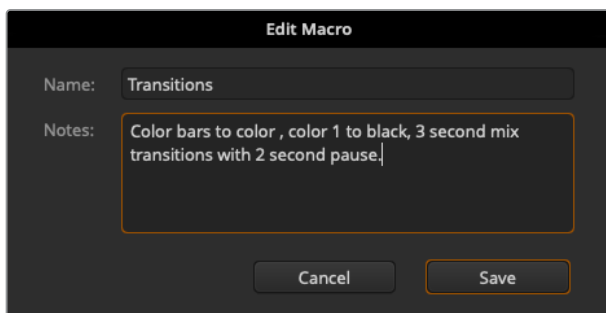 Edit Macro
Name: Transitions
Notes: Color bars to color , color 1 to black, 3 second mix
transitions with 2 second pause.
Cancel Save